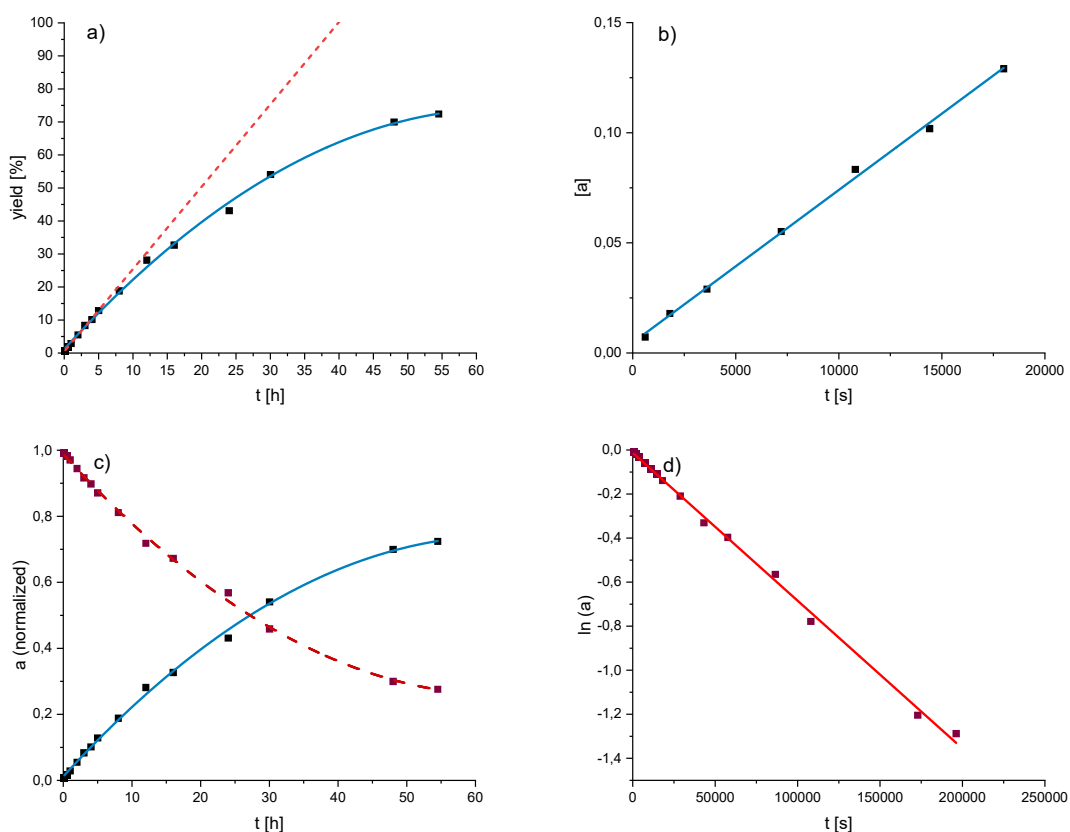 a)
100
90
80
70
60
50
40
30
20
10
0
yield [%]
0 5 10 15 20 25 30 35 40 45 50 55 60
t [h]
b)
0,15
0,10
0,05
0,00
[a]
0 5000 10000 15000 20000
t [s]
c)
1,0
0,8
0,6
0,4
0,2
0,0
a (normalized)
0 10 20 30 40 50 60
t [h]
d)
0,0
-0,2
-0,4
-0,6
-0,8
-1,0
-1,2
-1,4
ln (a)
0 50000 100000 150000 200000 250000
t [s]